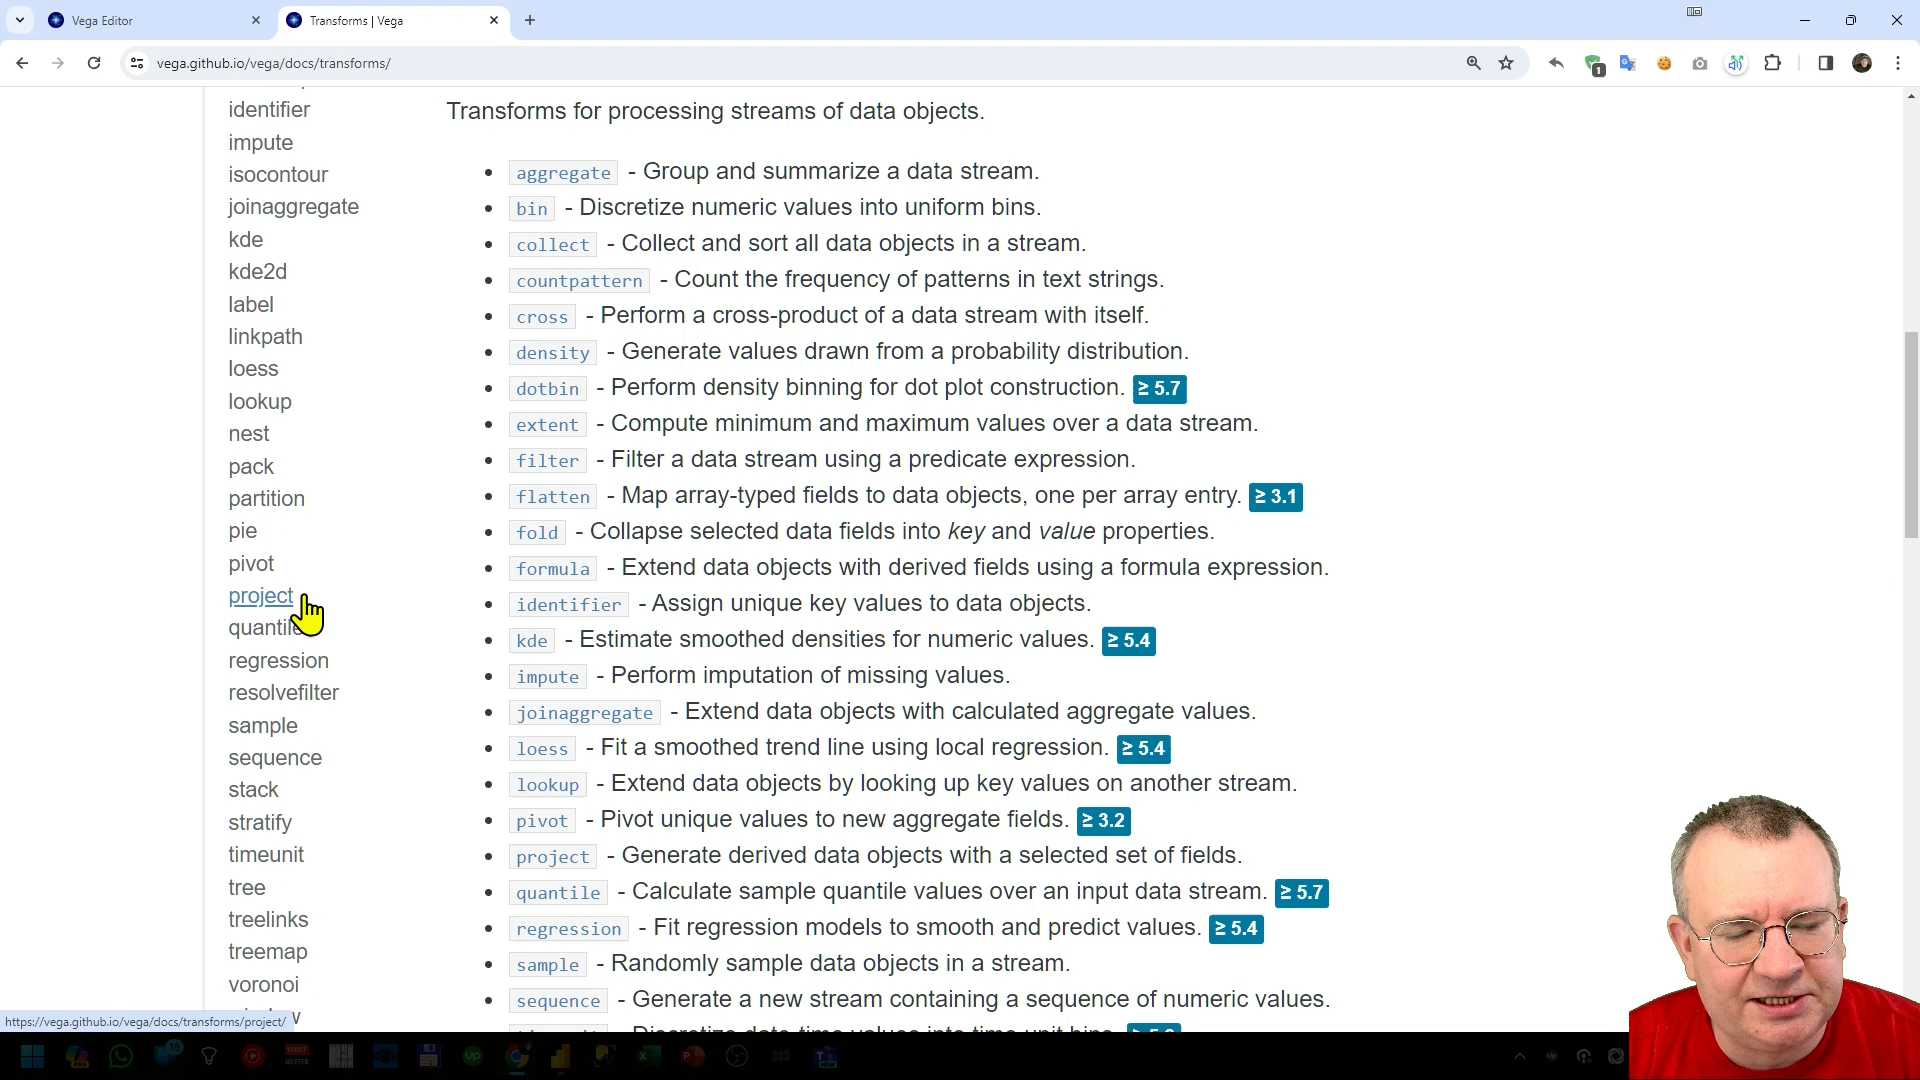 Vega Editor
Transforms | Vega
vega.github.io/vega/docs/transforms/
1
identifier
impute
isocontour
joinaggregate
kde
kde2d
label
linkpath
loess
lookup
nest
pack
partition
pie
pivot
project
quantile
regression
resolvefilter
sample
sequence
stack
stratify
timeunit
tree
treelinks
treemap
voronoi
Transforms for processing streams of data objects.
aggregate - Group and summarize a data stream.
bin - Discretize numeric values into uniform bins.
collect - Collect and sort all data objects in a stream.
countpattern - Count the frequency of patterns in text strings.
cross - Perform a cross-product of a data stream with itself.
density - Generate values drawn from a probability distribution.
dotbin - Perform density binning for dot plot construction. ≥ 5.7
extent - Compute minimum and maximum values over a data stream.
filter - Filter a data stream using a predicate expression.
flatten - Map array-typed fields to data objects, one per array entry. ≥ 3.1
fold - Collapse selected data fields into key and value properties.
formula - Extend data objects with derived fields using a formula expression.
identifier - Assign unique key values to data objects.
kde - Estimate smoothed densities for numeric values. ≥ 5.4
impute - Perform imputation of missing values.
joinaggregate - Extend data objects with calculated aggregate values.
loess - Fit a smoothed trend line using local regression. ≥ 5.4
lookup - Extend data objects by looking up key values on another stream.
pivot - Pivot unique values to new aggregate fields. ≥ 3.2
project - Generate derived data objects with a selected set of fields.
quantile - Calculate sample quantile values over an input data stream. ≥ 5.7
regression - Fit regression models to smooth and predict values. ≥ 5.4
sample - Randomly sample data objects in a stream.
sequence - Generate a new stream containing a sequence of numeric values.
https://vega.github.io/vega/docs/transforms/project/
18